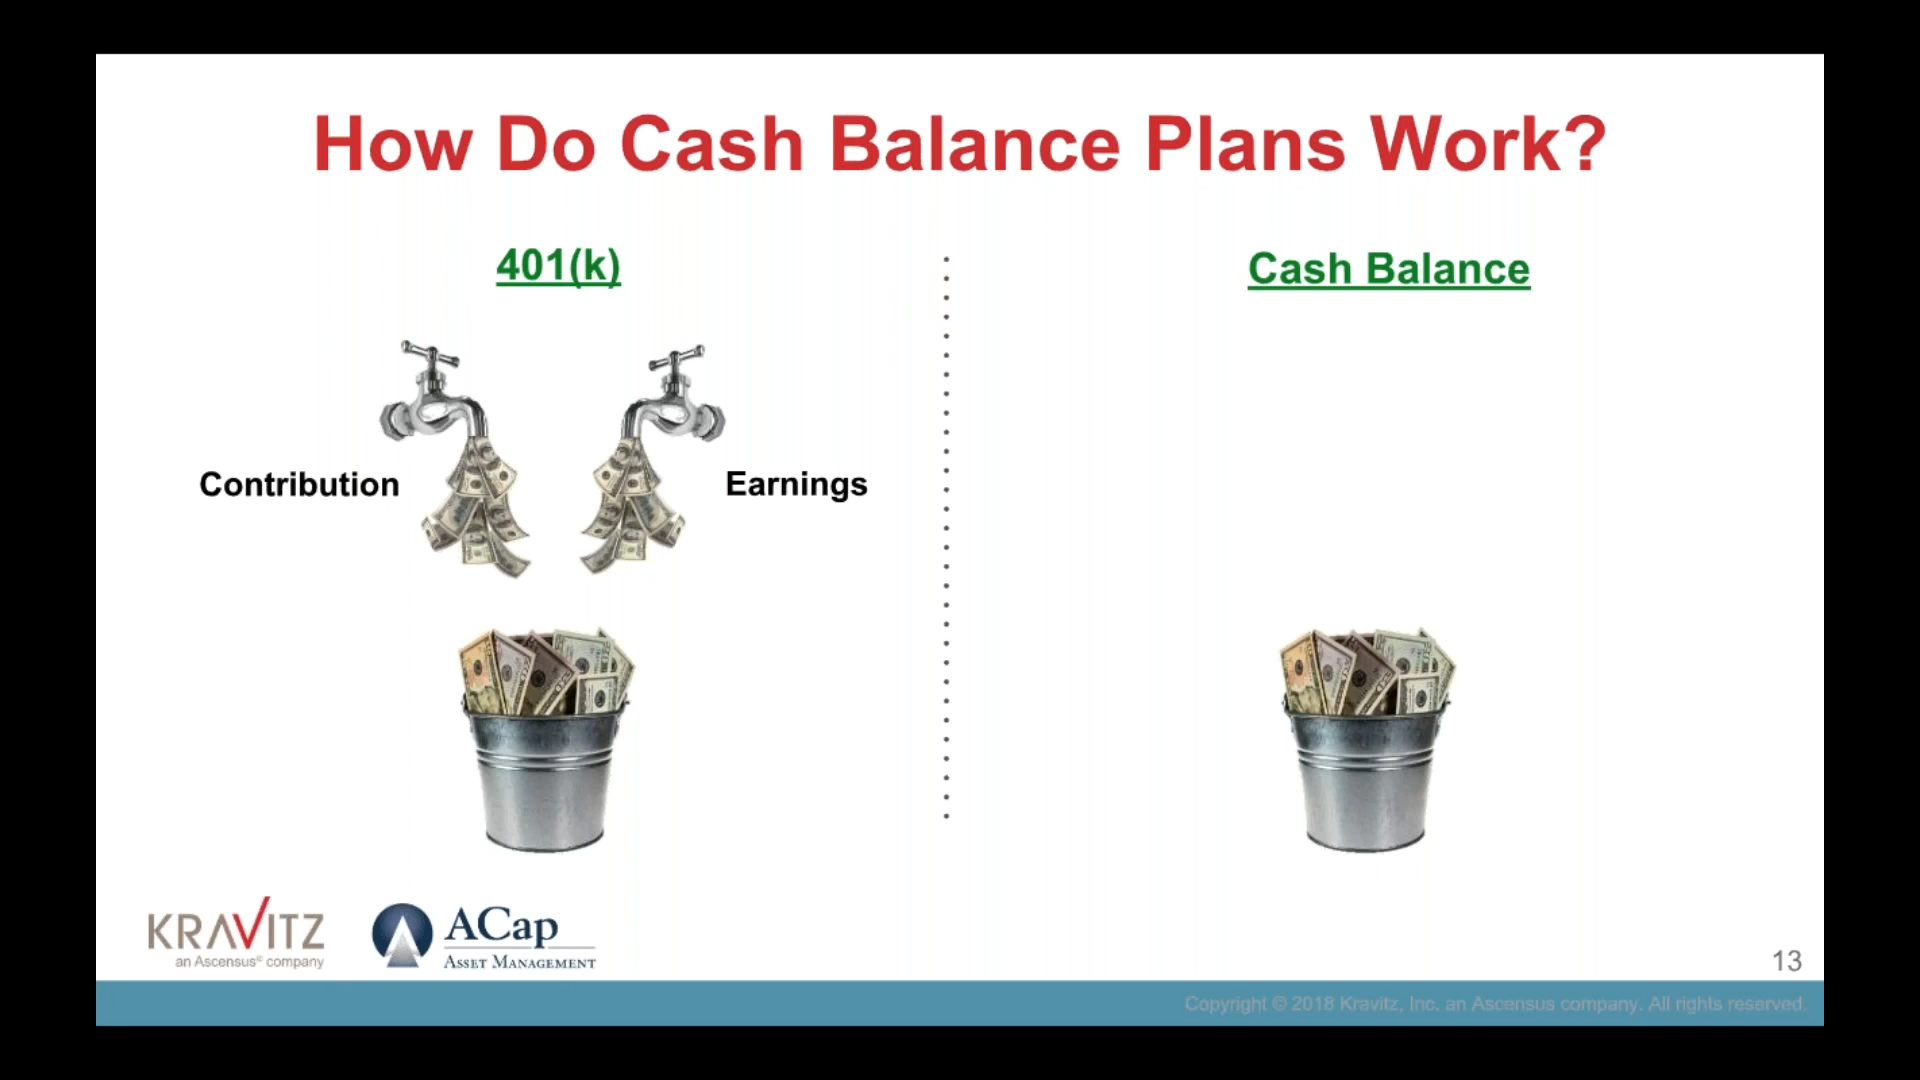 How Do Cash Balance Plans Work?
401(k)
Cash Balance
Contribution
Earnings
KRAVITZ
an Ascensus® company
ACap
ASSET MANAGEMENT
13
Copyright © 2018 Kravitz, Inc. an Ascensus company. All rights reserved.